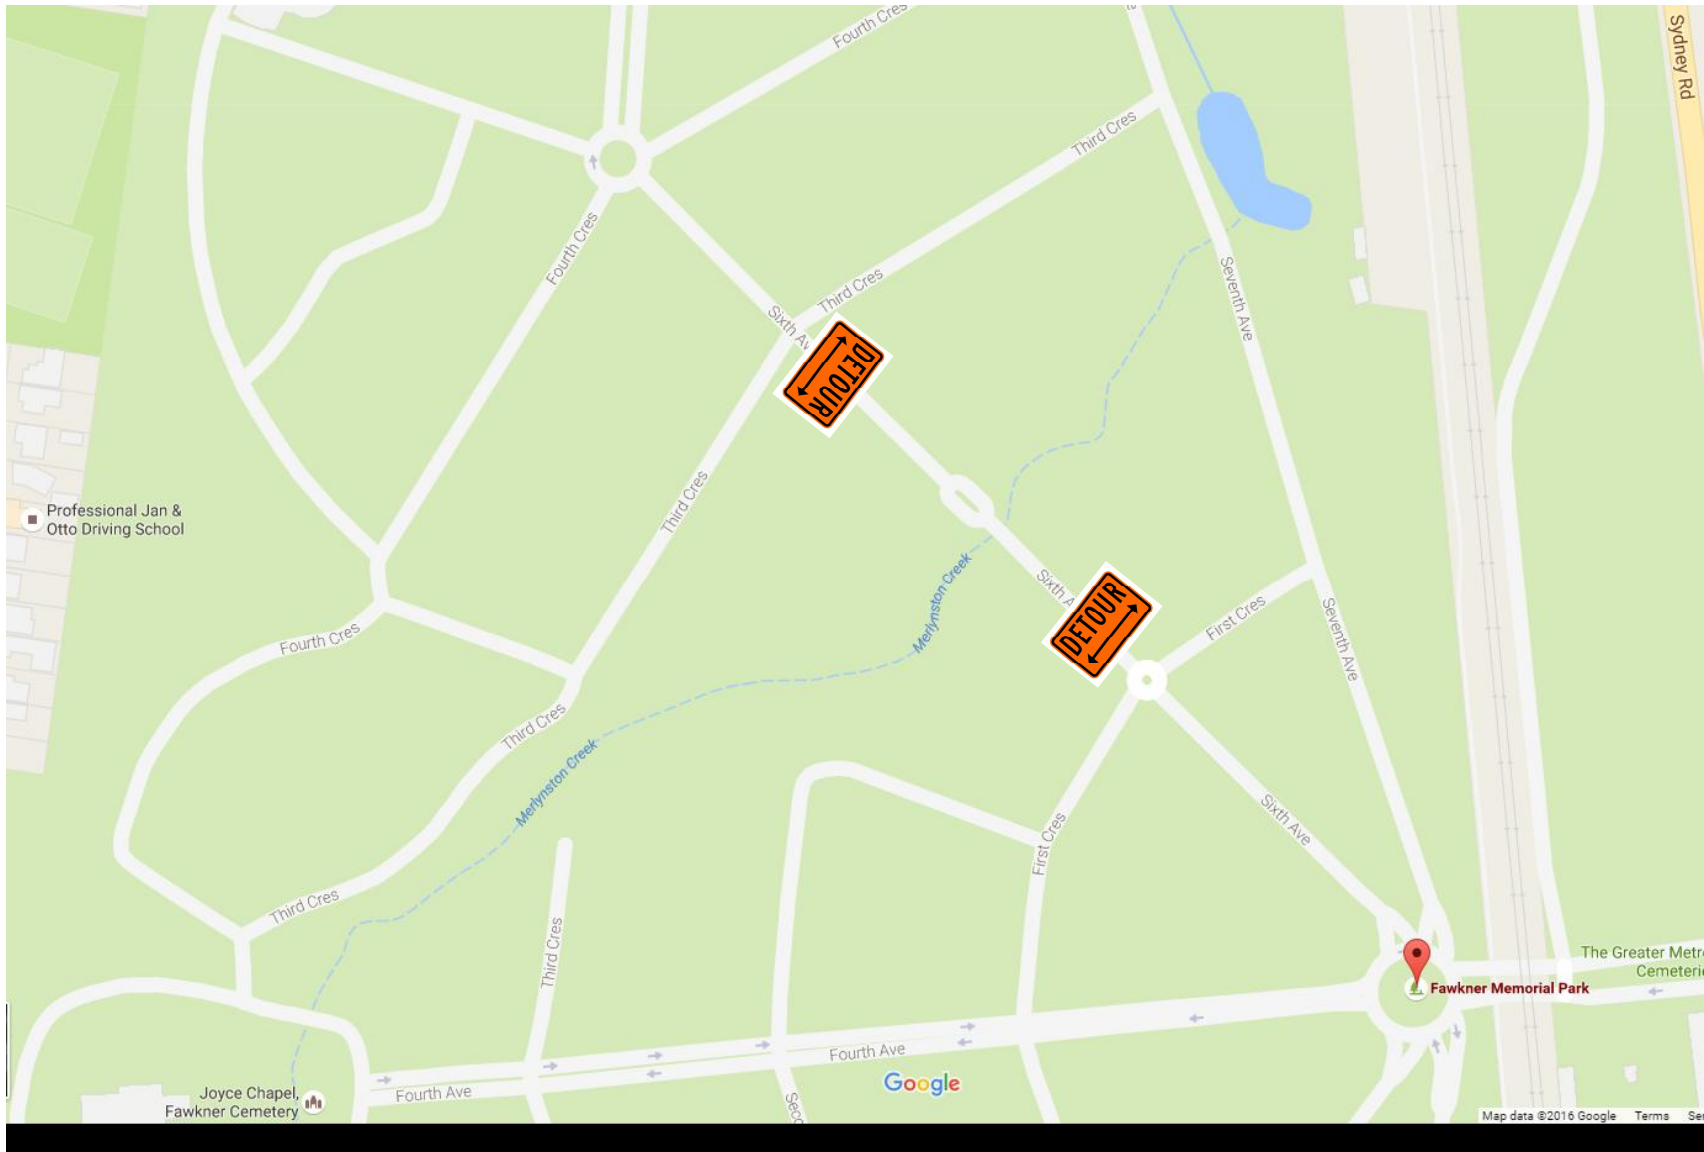 Fourth Cres
Sydney Rd
Third Cres
Fourth Cres
Third Cres
Seventh Ave
Sixth Av
DETOUR
Third Cres
Professional Jan &
Otto Driving School
Merlynston Creek
Sixth A
DETOUR
First Cres
Seventh Ave
Fourth Cres
Third Cres
Merlynston Creek
Sixth Ave
First Cres
Third Cres
Third Cres
The Greater Metr
Cemeterie
Fawkner Memorial Park
Fourth Ave
Google
Fourth Ave
Joyce Chapel,
Fawkner Cemetery
Seco
Map data ©2016 Google Terms Se